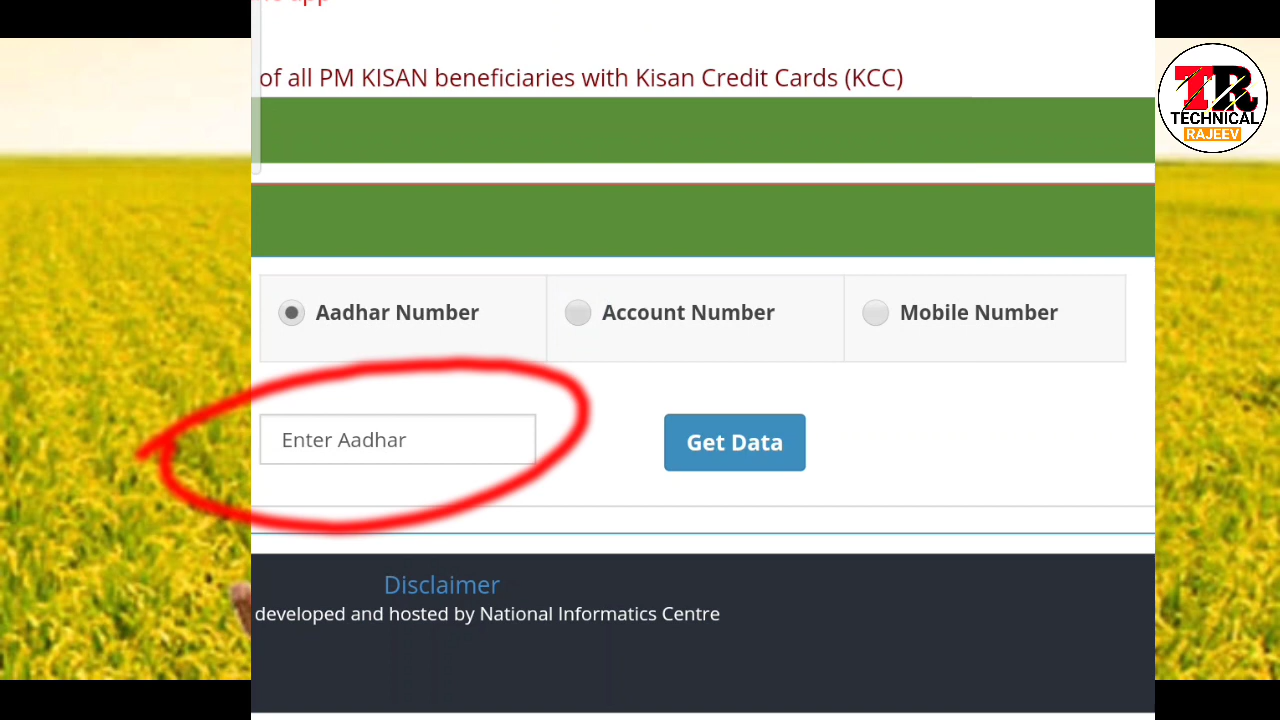 of all PM KISAN beneficiaries with Kisan Credit Cards (KCC)
TR
TECHNICAL
RAJEEV
Aadhar Number Account Number Mobile Number
Enter Aadhar Get Data
Disclaimer
developed and hosted by National Informatics Centre